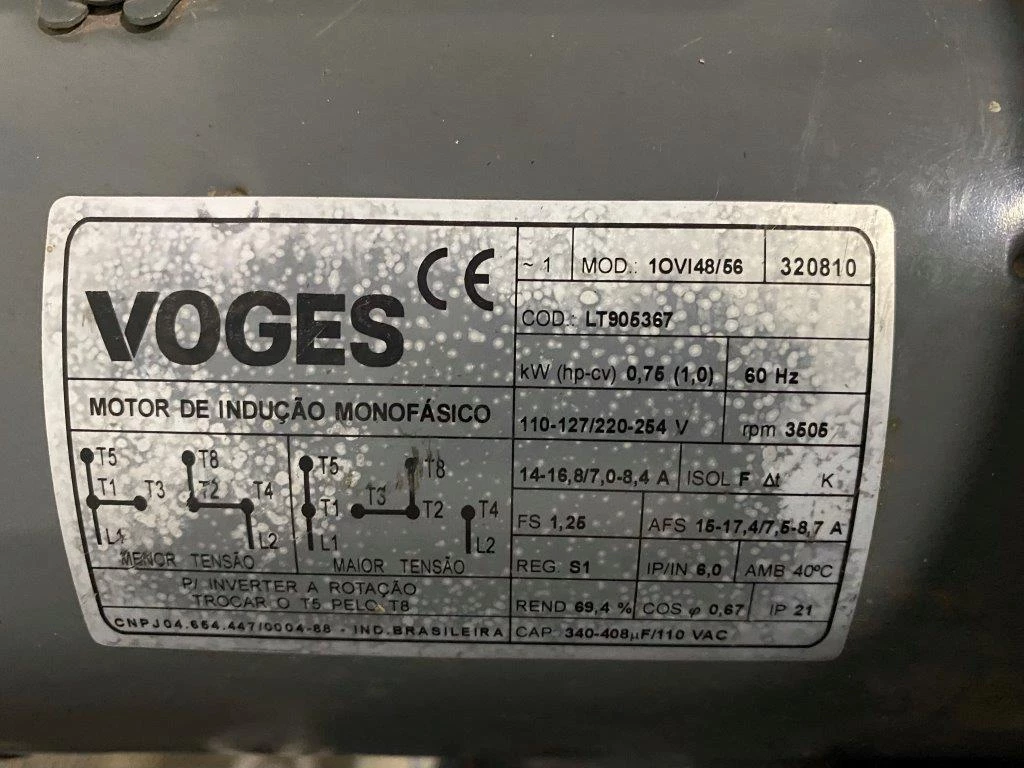 VOGES CE
~ 1 MOD.: 10VI48/56 320810
COD.: LT905367
kW (hp-cv) 0,75 (1,0) 60 Hz
MOTOR DE INDUÇÃO MONOFÁSICO
110-127/220-254 V rpm 3505
14-16,8/7,0-8,4 A ISOL F Δt K
FS 1,25 AFS 15-17,4/7,5-8,7 A
REG. S1 IP/IN 6,0 AMB 40ºC
REND 69,4 % COS φ 0,67 IP 21
CAP. 340-408µF/110 VAC
T5 T8
T1 T3 T2 T4
L1 L2
MENOR TENSÃO
T5 T8
T1 T3 T2 T4
L1 L2
MAIOR TENSÃO
P/ INVERTER A ROTAÇÃO
TROCAR O T5 PELO T8
CNPJ04.654.447/0004-88 - IND.BRASILEIRA